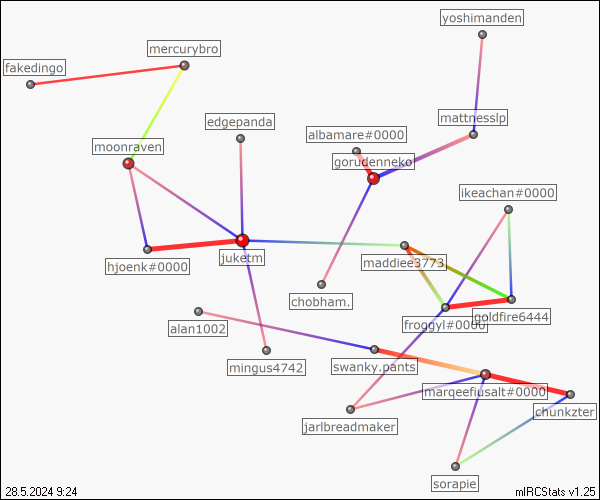 yoshimanden
mercurybro
fakedingo
mattnesslp
edgepanda
albamare#0000
moonraven
gorudenneko
ikeachan#0000
juketm
maddiee3773
hjoenk#0000
chobham.
goldfire6444
froggyl#0000
alan1002
swanky.pants
mingus4742
marqeefiusalt#0000
chunkzter
jarlbreadmaker
sorapie
28.5.2024 9:24
mIRCStats v1.25